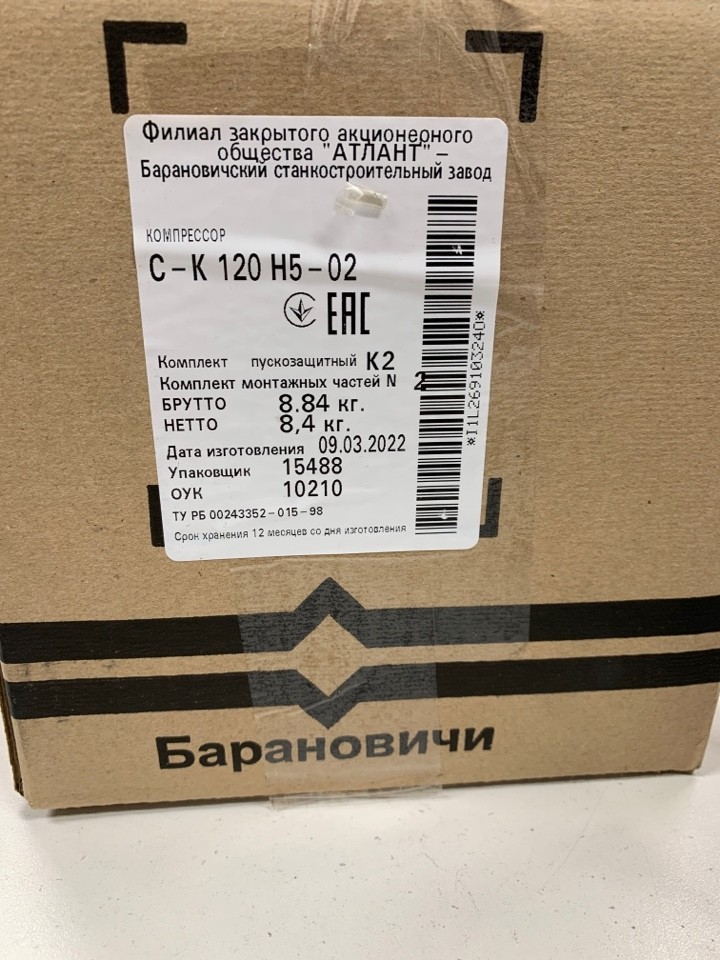 Филиал закрытого акционерного
общества "АТЛАНТ" –
Барановичский станкостроительный завод
КОМПРЕССОР
С-К 120 Н5-02
ЕАС
Комплект пускозащитный К2
Комплект монтажных частей N 2
БРУТТО 8.84 кг.
НЕТТО 8,4 кг.
Дата изготовления 09.03.2022
Упаковщик 15488
ОУК 10210
ТУ РБ 00243352-015-98
Срок хранения 12 месяцев со дня изготовления
*I1L269103240*
Барановичи